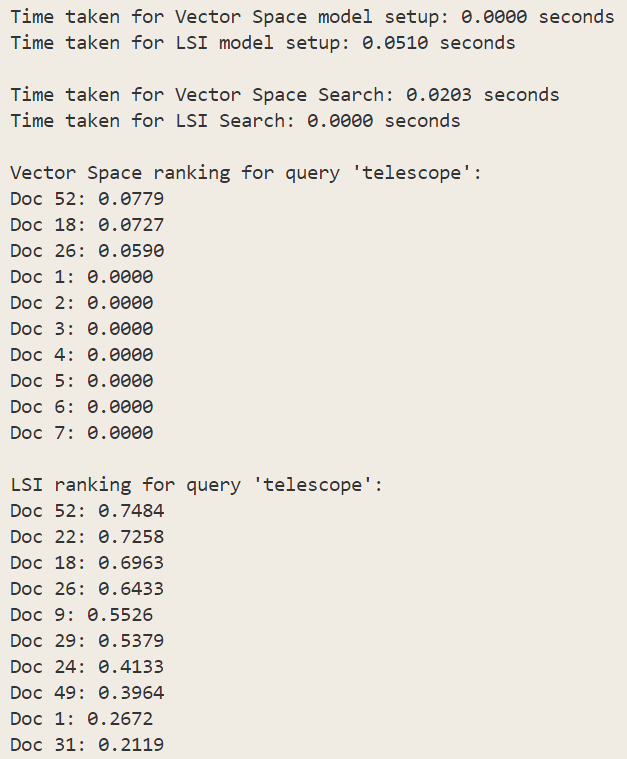 Time taken for Vector Space model setup: 0.0000 seconds
Time taken for LSI model setup: 0.0510 seconds
Time taken for Vector Space Search: 0.0203 seconds
Time taken for LSI Search: 0.0000 seconds
Vector Space ranking for query 'telescope':
Doc 52: 0.0779
Doc 18: 0.0727
Doc 26: 0.0590
Doc 1: 0.0000
Doc 2: 0.0000
Doc 3: 0.0000
Doc 4: 0.0000
Doc 5: 0.0000
Doc 6: 0.0000
Doc 7: 0.0000
LSI ranking for query 'telescope':
Doc 52: 0.7484
Doc 22: 0.7258
Doc 18: 0.6963
Doc 26: 0.6433
Doc 9: 0.5526
Doc 29: 0.5379
Doc 24: 0.4133
Doc 49: 0.3964
Doc 1: 0.2672
Doc 31: 0.2119